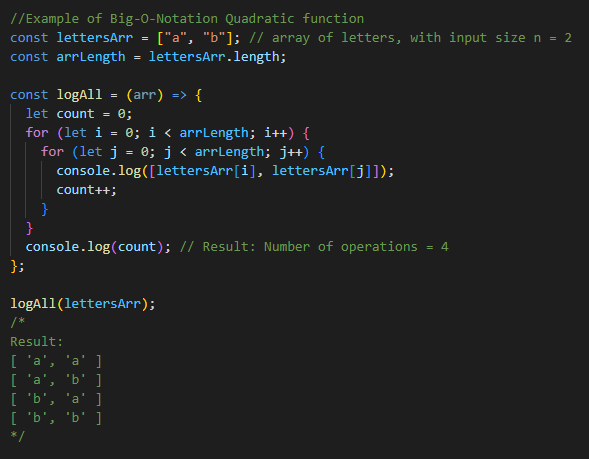 //Example of Big-O-Notation Quadratic function
const lettersArr = ["a", "b"]; // array of letters, with input size n = 2
const arrLength = lettersArr.length;

const logAll = (arr) => {
  let count = 0;
  for (let i = 0; i < arrLength; i++) {
    for (let j = 0; j < arrLength; j++) {
      console.log([lettersArr[i], lettersArr[j]]);
      count++;
    }
  }
  console.log(count); // Result: Number of operations = 4
};

logAll(lettersArr);
/*
Result:
[ 'a', 'a' ]
[ 'a', 'b' ]
[ 'b', 'a' ]
[ 'b', 'b' ]
*/